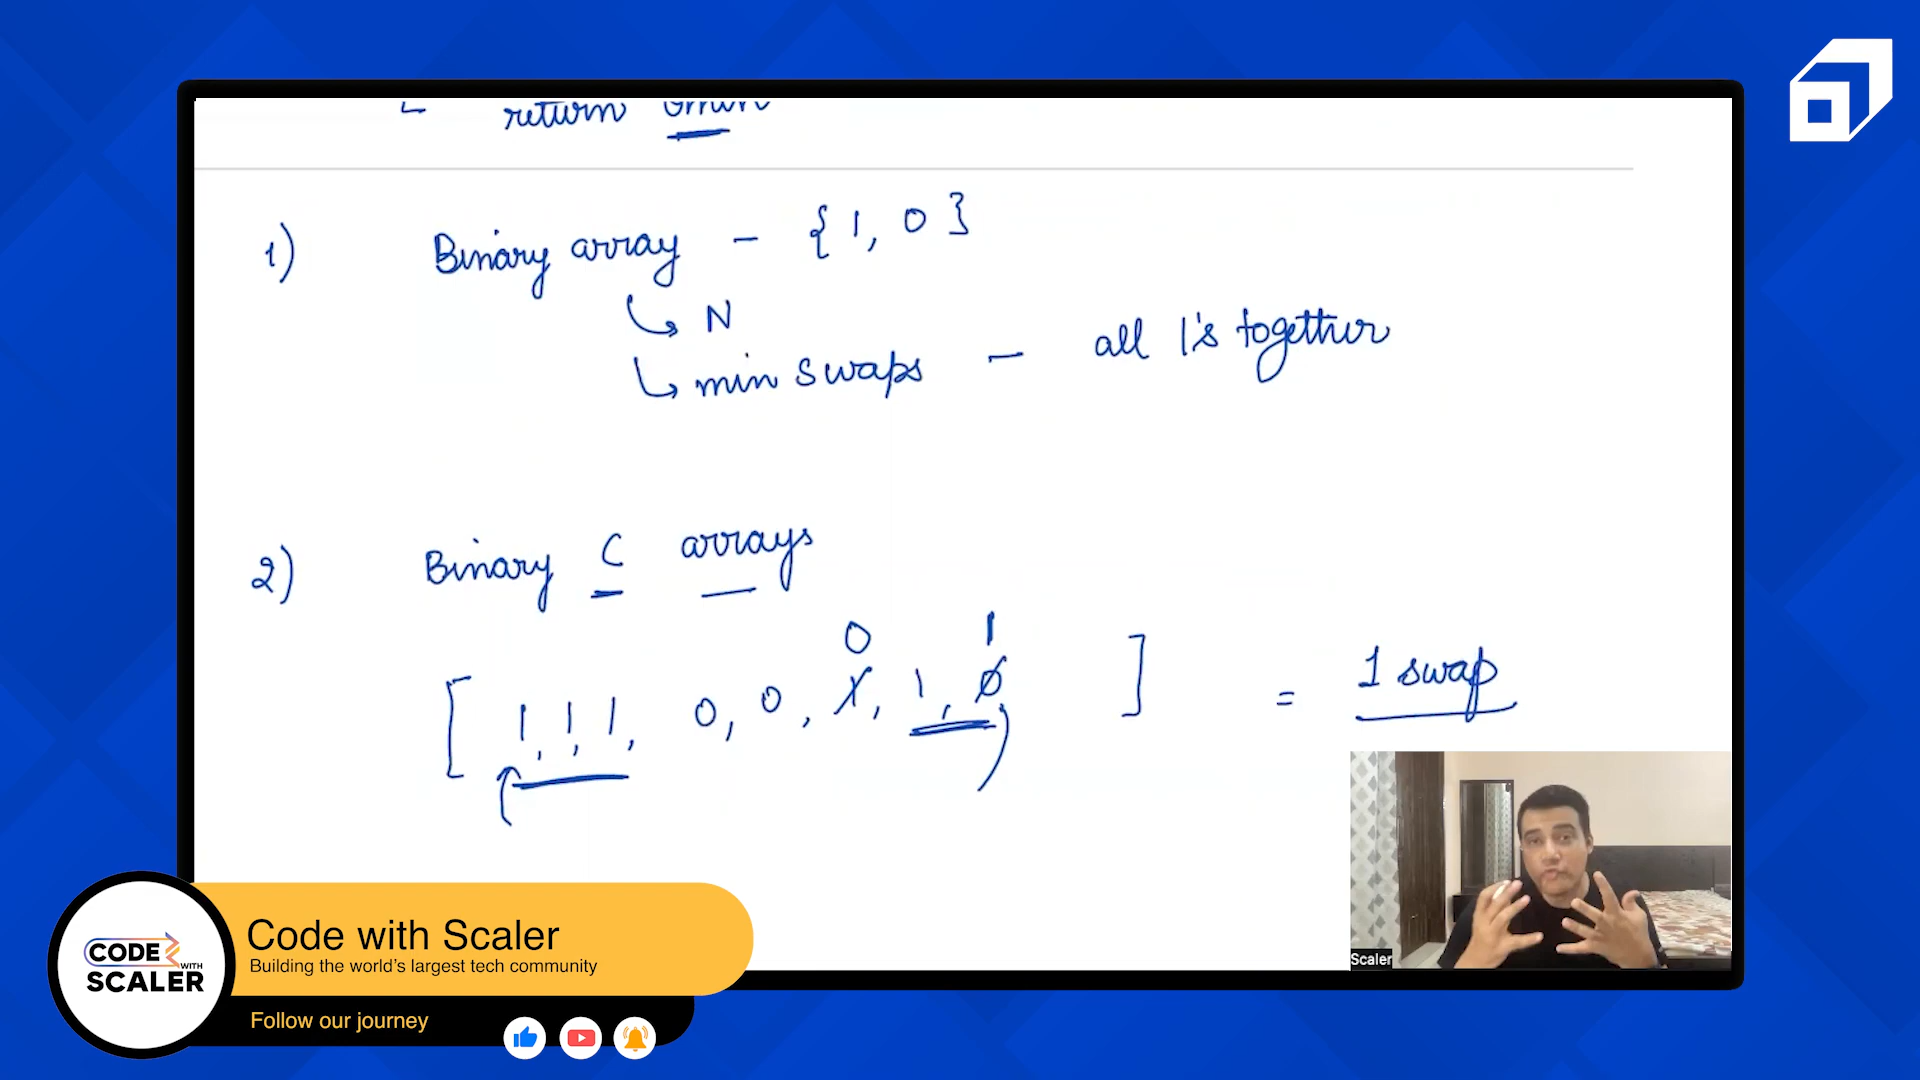 return
1) Binary array – { 1, 0 }
N
min swaps – all 1's together
2) Binary C arrays
0 1
[ 1, 1, 1, 0, 0, 1, 1, 0 ] = 1 swap
Scaler
CODE
WITH
SCALER
Code with Scaler
Building the world's largest tech community
Follow our journey